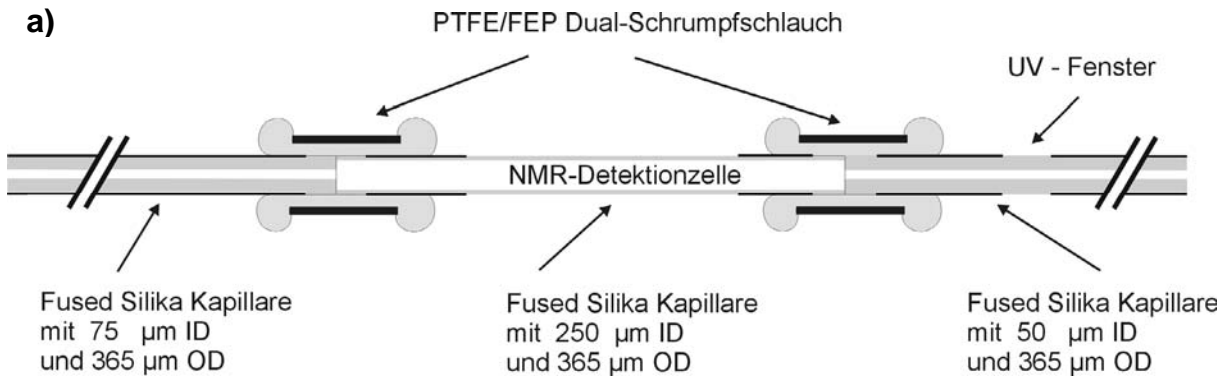 a)
PTFE/FEP Dual-Schrumpfschlauch
UV - Fenster
NMR-Detektionzelle
Fused Silika Kapillare
mit 75 µm ID
und 365 µm OD
Fused Silika Kapillare
mit 250 µm ID
und 365 µm OD
Fused Silika Kapillare
mit 50 µm ID
und 365 µm OD